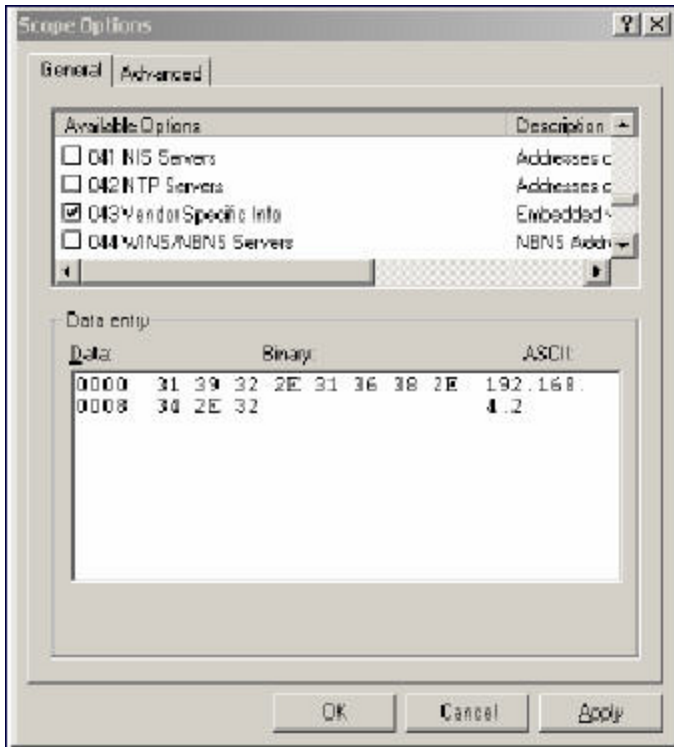 Scope Options
General Advanced
Available Options Description
041 NIS Servers Addresses c
042 NTP Servers Addresses c
043 Vendor Specific Info Embedded
044 WINS/NBNS Servers NBNS Addr
Data entry
Data: Binary: ASCII:
0000 31 39 32 2E 31 36 38 2E 192.168.
0008 34 2E 32 4.2
OK Cancel Apply